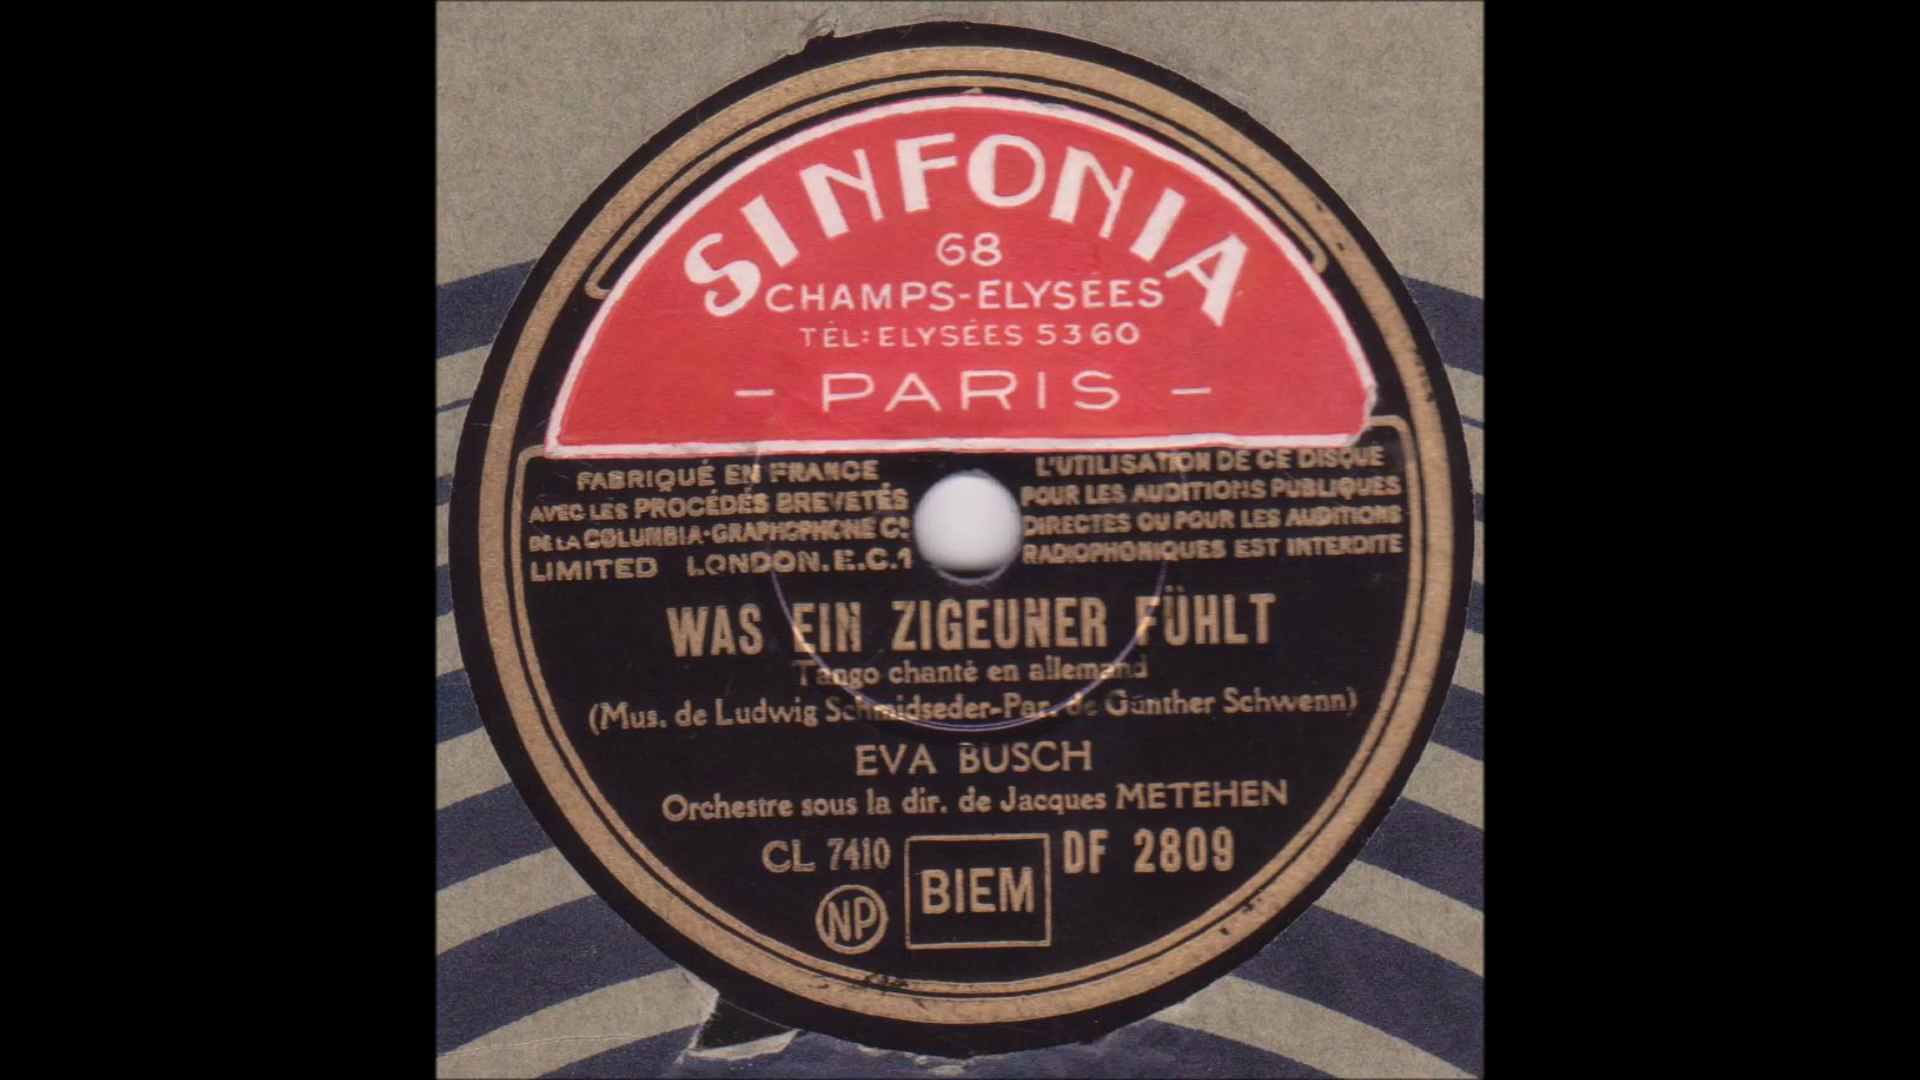 SINFONIA
68
CHAMPS-ELYSÉES
TÉL: ELYSÉES 5360
- PARIS -
FABRIQUÉ EN FRANCE
AVEC LES PROCÉDÉS BREVETÉS
DE LA COLUMBIA-GRAPHOPHONE Cº
LIMITED LONDON. E.C.1
L'UTILISATION DE CE DISQUE
POUR LES AUDITIONS PUBLIQUES
DIRECTES OU POUR LES AUDITIONS
RADIOPHONIQUES EST INTERDITE
WAS EIN ZIGEUNER FÜHLT
Tango chanté en allemand
(Mus. de Ludwig Schmidseder-Par. de Günther Schwenn)
EVA BUSCH
Orchestre sous la dir. de Jacques METEHEN
CL 7410
DF 2809
NP
BIEM